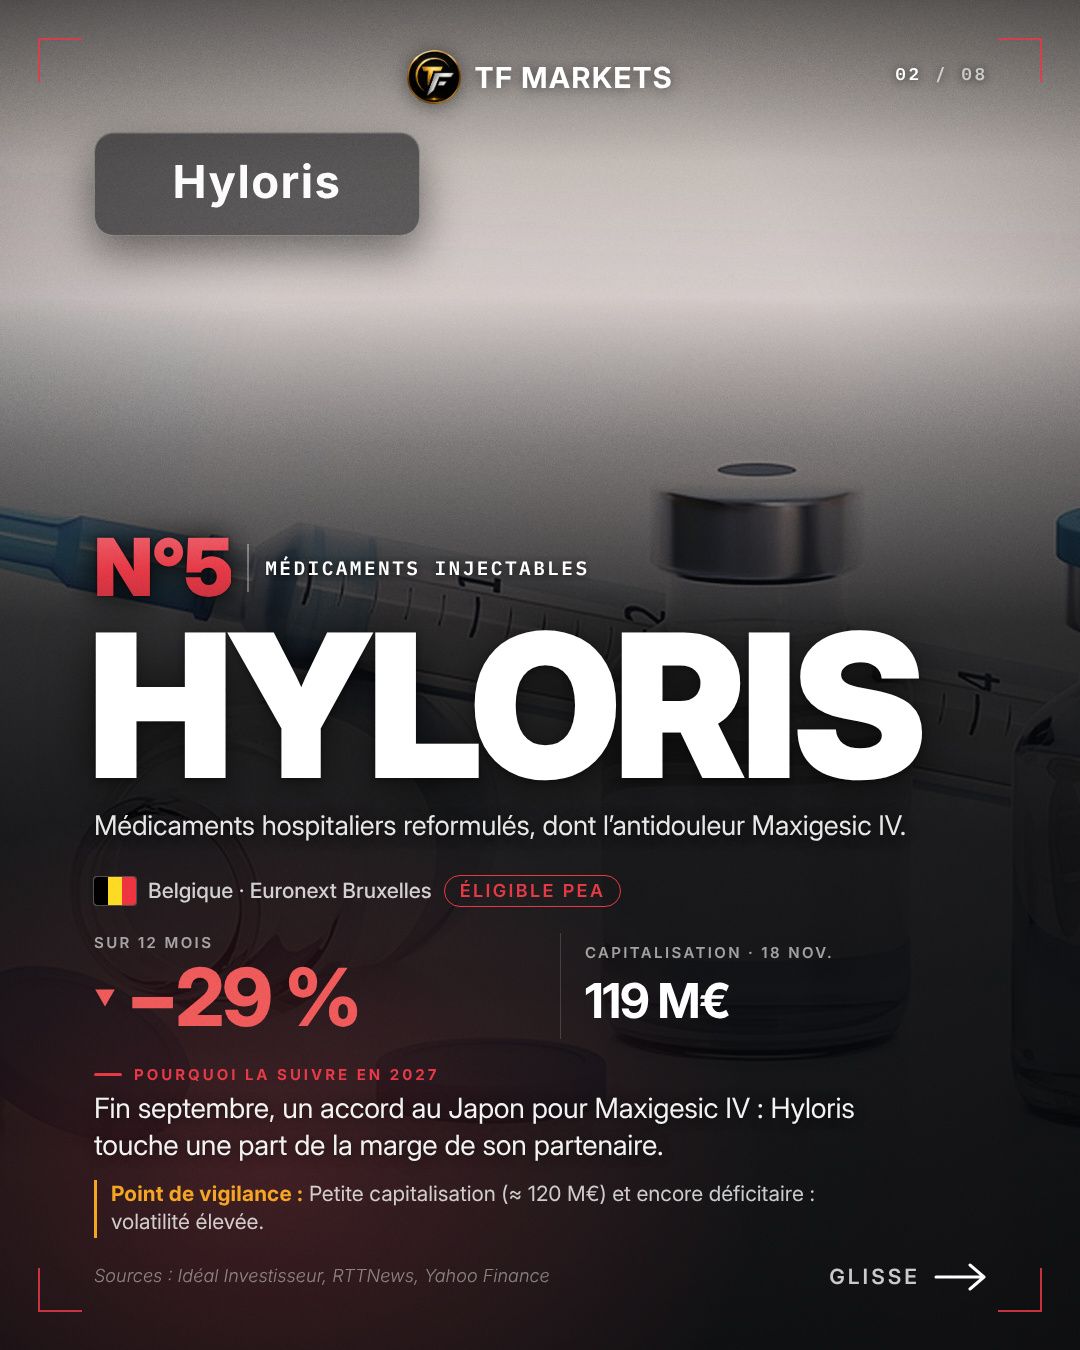 TF MARKETS
02 / 08
Hyloris
N°5
MÉDICAMENTS INJECTABLES
HYLORIS
Médicaments hospitaliers reformulés, dont l’antidouleur Maxigesic IV.
Belgique · Euronext Bruxelles
ÉLIGIBLE PEA
SUR 12 MOIS
▼ –29 %
CAPITALISATION · 18 NOV.
119 M€
POURQUOI LA SUIVRE EN 2027
Fin septembre, un accord au Japon pour Maxigesic IV : Hyloris
touche une part de la marge de son partenaire.
Point de vigilance : Petite capitalisation (≈ 120 M€) et encore déficitaire :
volatilité élevée.
Sources : Idéal Investisseur, RTTNews, Yahoo Finance
GLISSE →
1
2
4